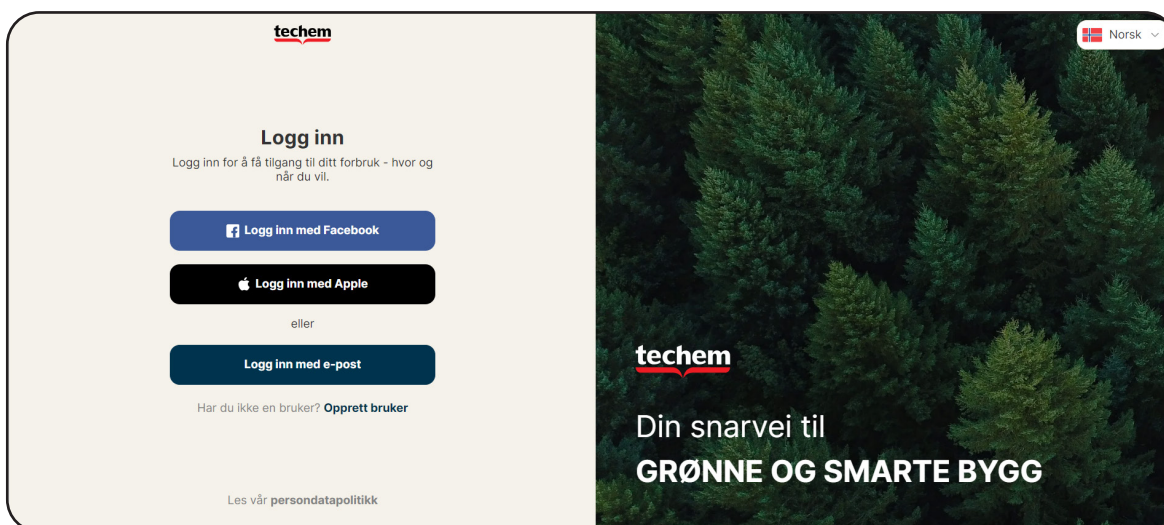 techem
Logg inn
Logg inn for å få tilgang til ditt forbruk - hvor og
når du vil.
Logg inn med Facebook
Logg inn med Apple
eller
Logg inn med e-post
Har du ikke en bruker? Opprett bruker
Les vår persondatapolitikk
Norsk
techem
Din snarvei til
GRØNNE OG SMARTE BYGG